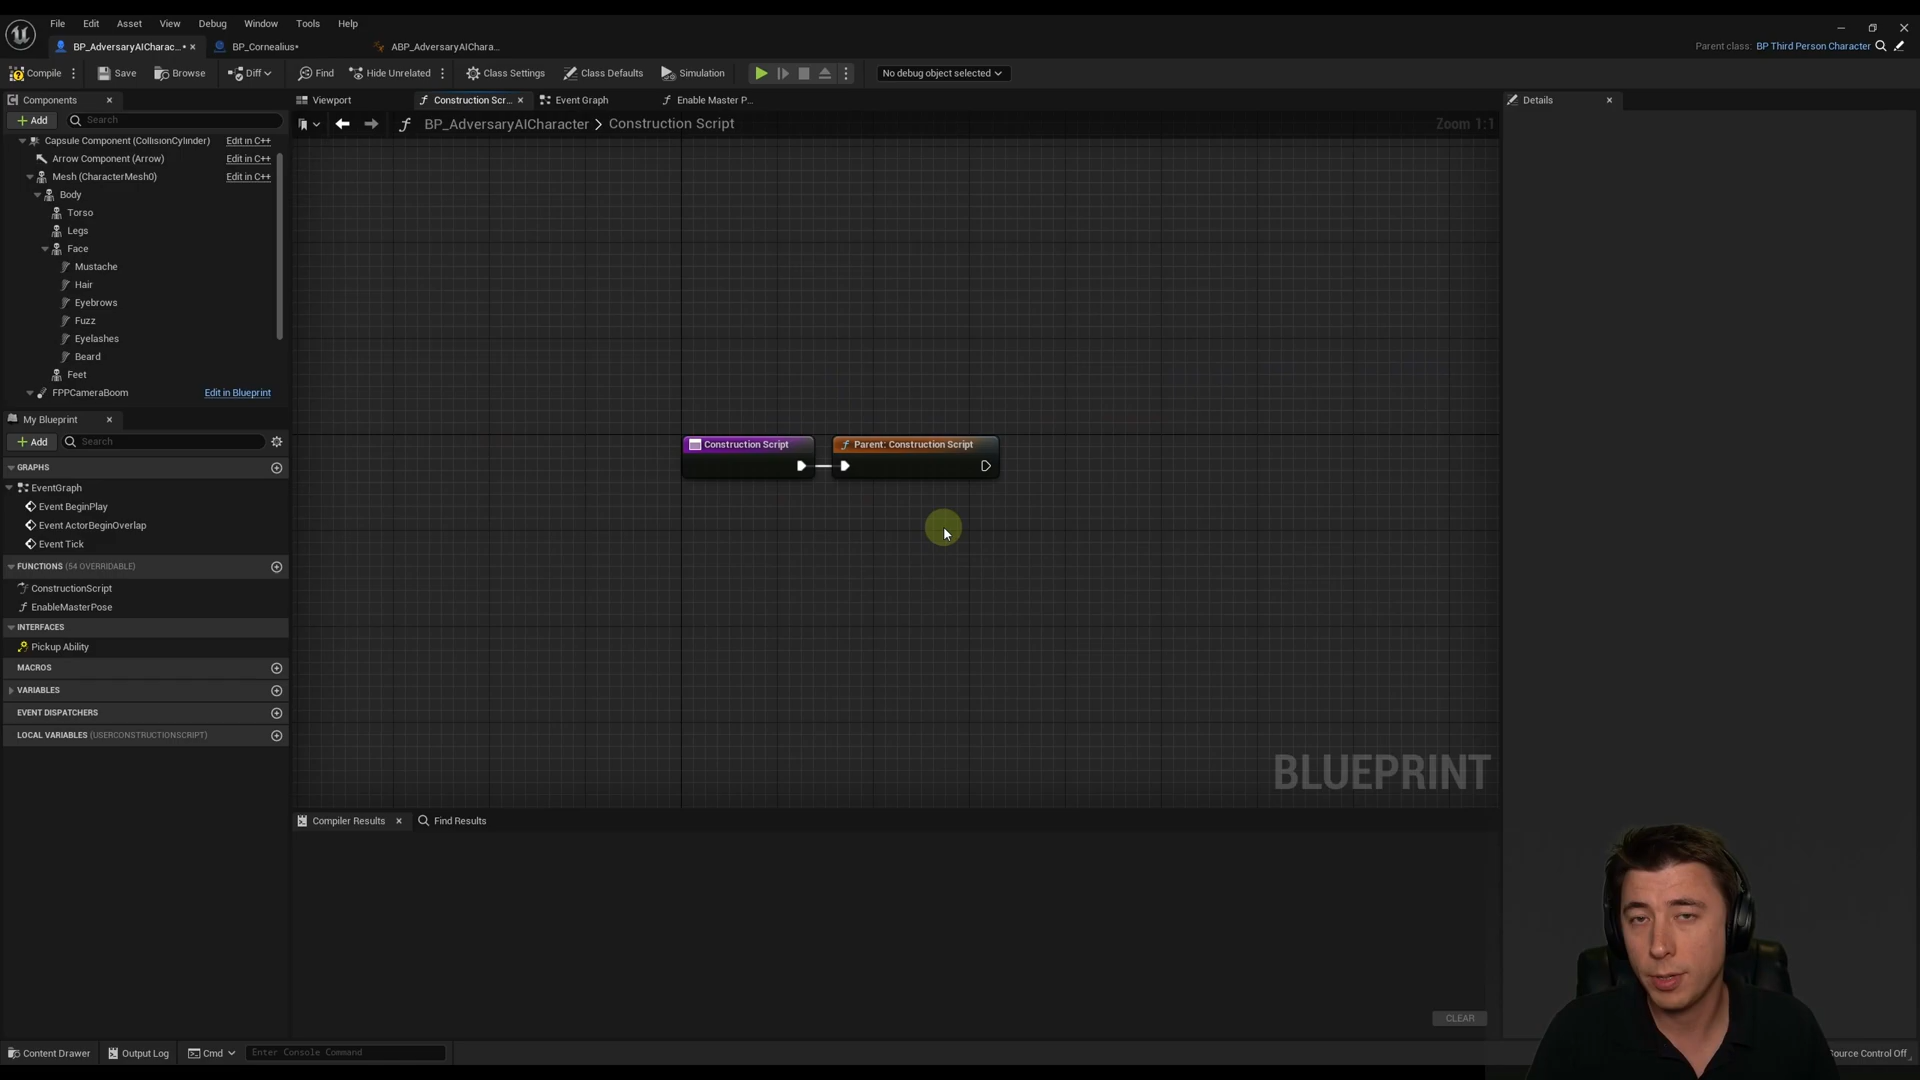 File Edit Asset View Debug Window Tools Help
BP_AdversaryAICharac...• BP_Cornealius• ABP_AdversaryAIChara...
Parent class: BP Third Person Character
Compile Save Browse Diff Find Hide Unrelated Class Settings Class Defaults Simulation No debug object selected
Components
Viewport Construction Scr... Event Graph Enable Master P...
Details
Add Search
BP_AdversaryAICharacter > Construction Script
Zoom 1:1
Capsule Component (CollisionCylinder) Edit in C++
Arrow Component (Arrow) Edit in C++
Mesh (CharacterMesh0) Edit in C++
Body
Torso
Legs
Face
Mustache
Hair
Eyebrows
Fuzz
Eyelashes
Beard
Feet
FPPCameraBoom Edit in Blueprint
My Blueprint
Add Search
GRAPHS
EventGraph
Event BeginPlay
Event ActorBeginOverlap
Event Tick
FUNCTIONS (54 OVERRIDABLE)
ConstructionScript
EnableMasterPose
INTERFACES
Pickup Ability
MACROS
VARIABLES
EVENT DISPATCHERS
LOCAL VARIABLES (USERCONSTRUCTIONSCRIPT)
Construction Script
Parent: Construction Script
BLUEPRINT
Compiler Results Find Results
CLEAR
Content Drawer Output Log Cmd Enter Console Command
Source Control Off